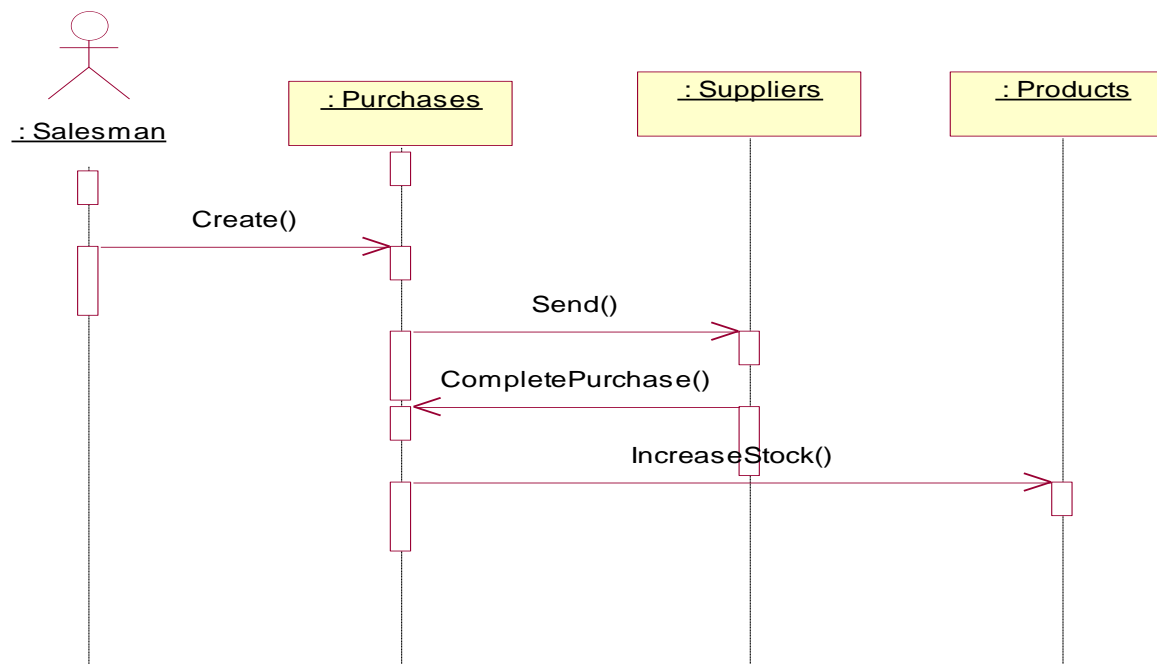 : Suppliers
: Products
: Purchases
: Salesman
Create()
Send()
CompletePurchase()
IncreaseStock()